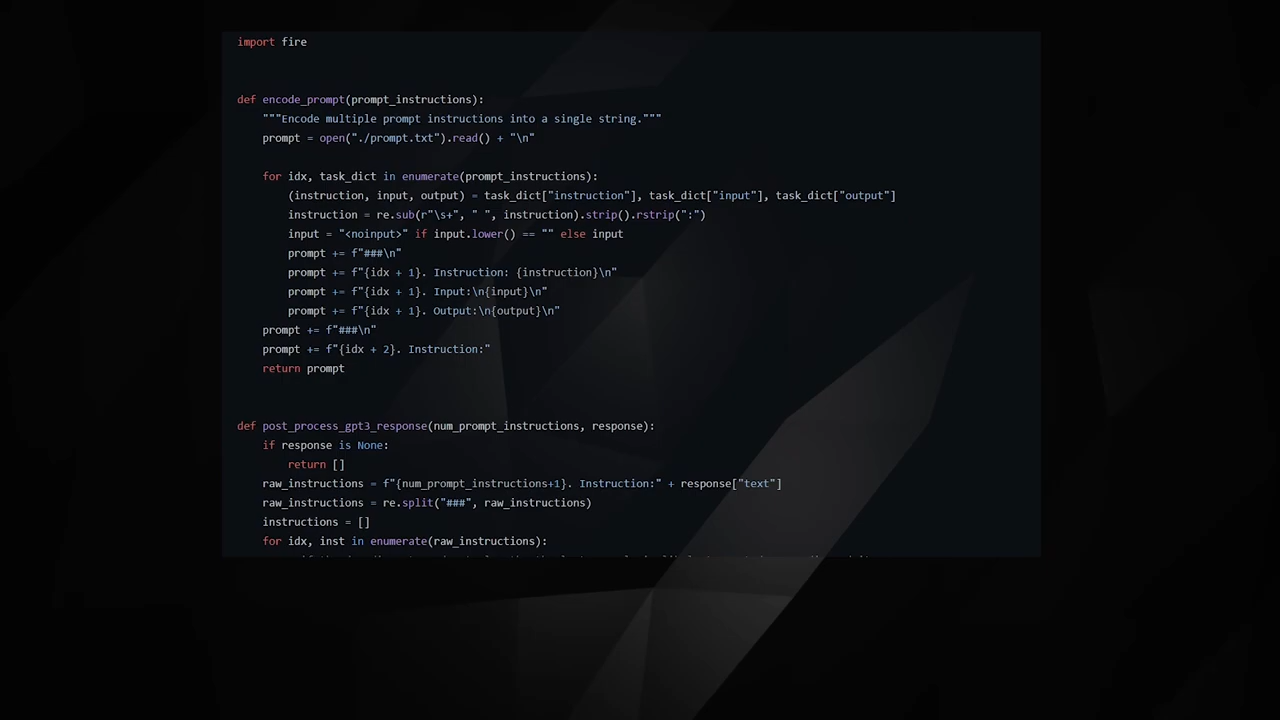 import fire
def encode_prompt(prompt_instructions):
"""Encode multiple prompt instructions into a single string."""
prompt = open("./prompt.txt").read() + "\n"
for idx, task_dict in enumerate(prompt_instructions):
(instruction, input, output) = task_dict["instruction"], task_dict["input"], task_dict["output"]
instruction = re.sub(r"\s+", " ", instruction).strip().rstrip(":")
input = "<noinput>" if input.lower() == "" else input
prompt += f"###\n"
prompt += f"{idx + 1}. Instruction: {instruction}\n"
prompt += f"{idx + 1}. Input:\n{input}\n"
prompt += f"{idx + 1}. Output:\n{output}\n"
prompt += f"###\n"
prompt += f"{idx + 2}. Instruction:"
return prompt
def post_process_gpt3_response(num_prompt_instructions, response):
if response is None:
return []
raw_instructions = f"{num_prompt_instructions+1}. Instruction:" + response["text"]
raw_instructions = re.split("###", raw_instructions)
instructions = []
for idx, inst in enumerate(raw_instructions):